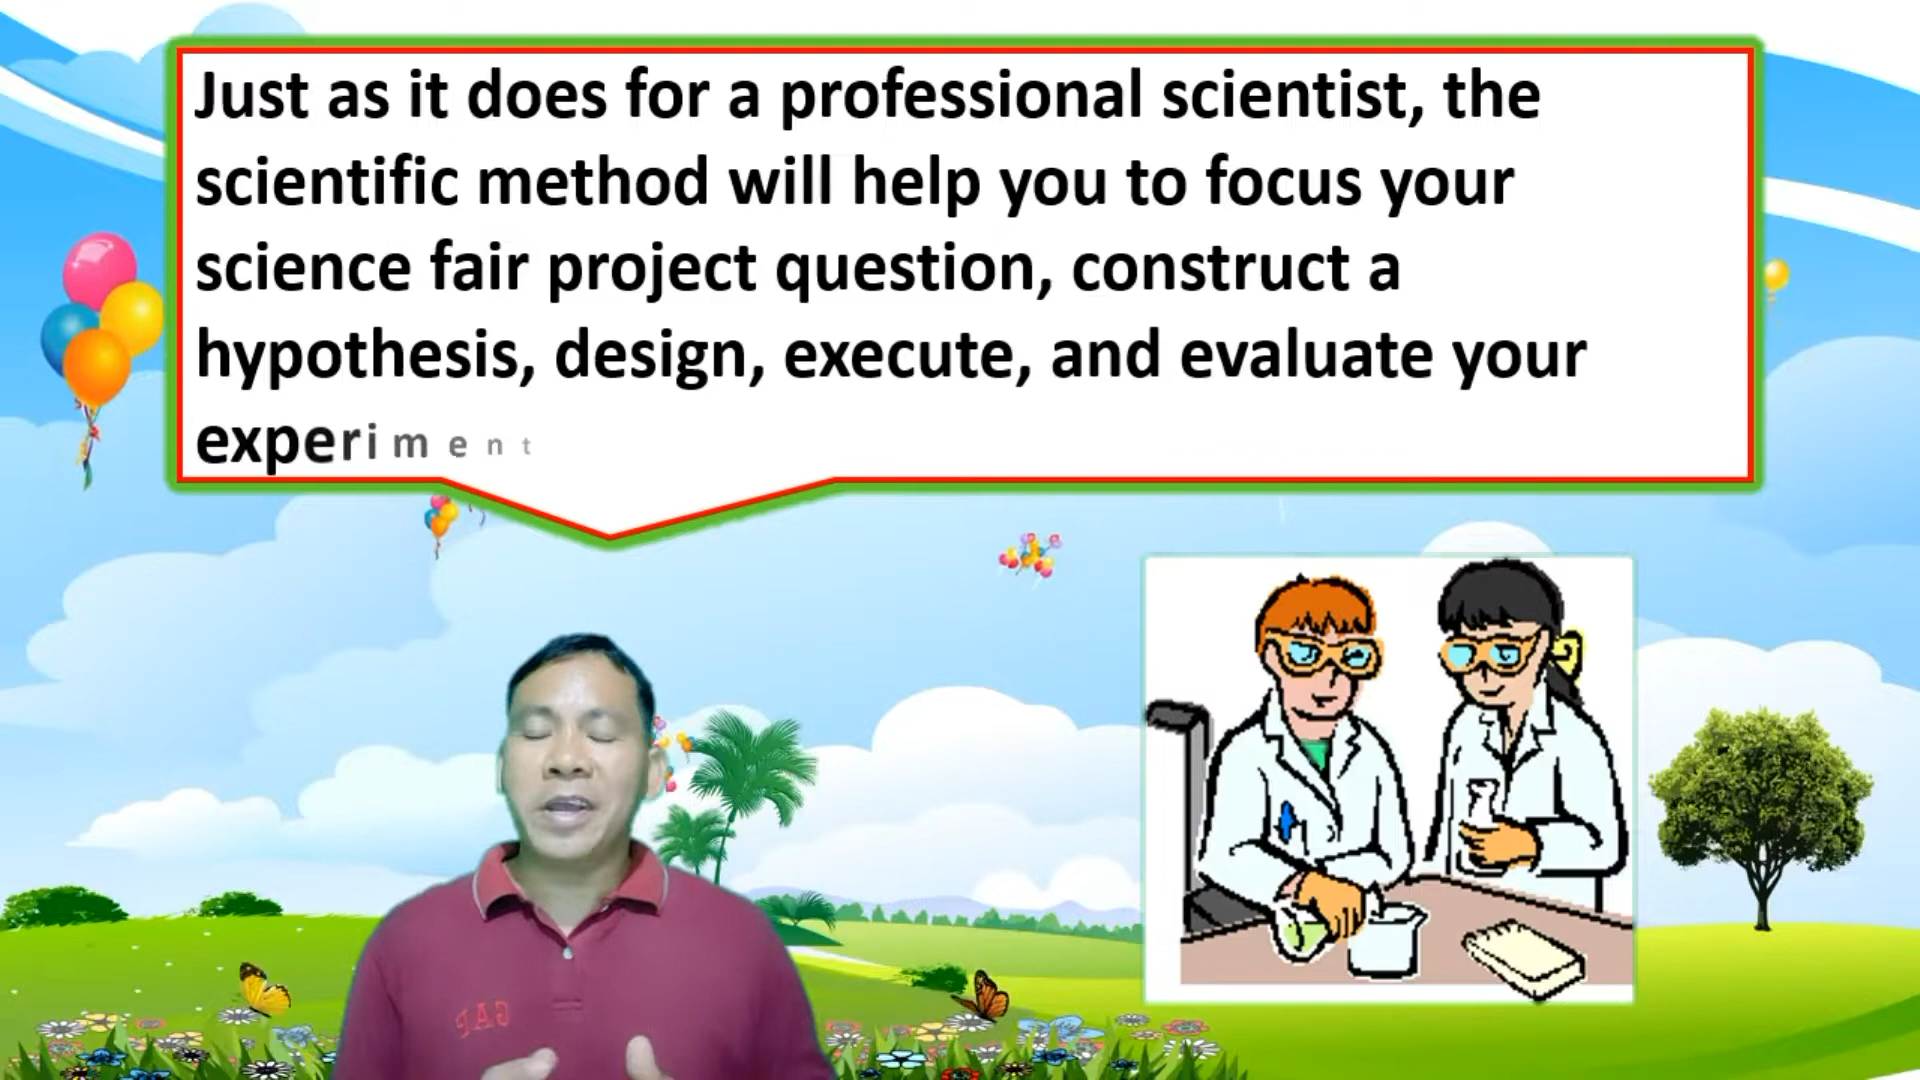 Just as it does for a professional scientist, the
scientific method will help you to focus your
science fair project question, construct a
hypothesis, design, execute, and evaluate your
experiment
GAP